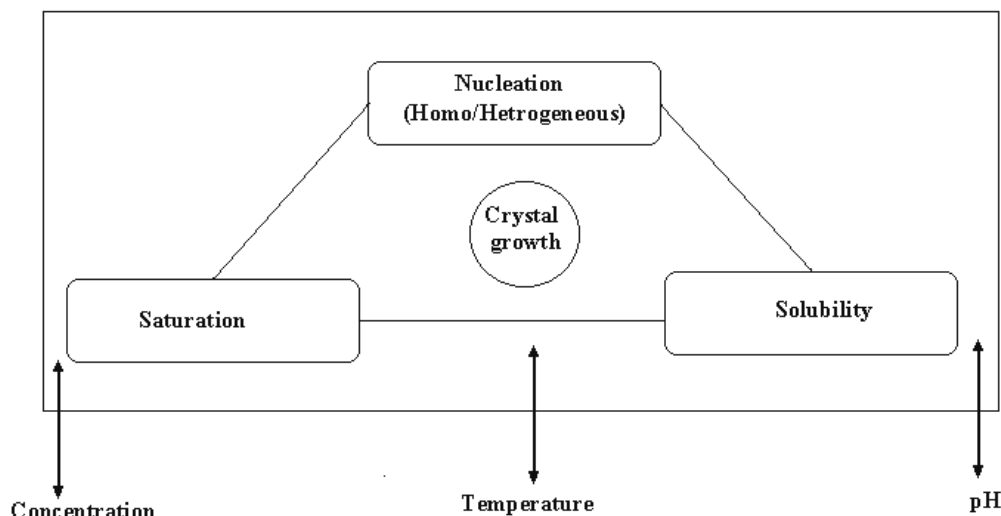 Nucleation
(Homo/Hetrogeneous)
Crystal
growth
Saturation
Solubility
Concentration
Temperature
pH